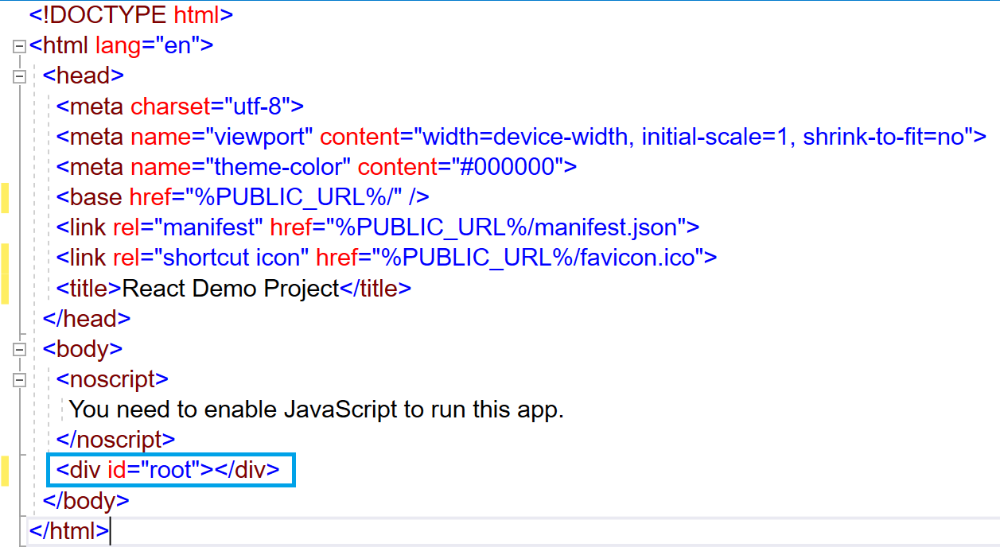 <!DOCTYPE html>
<html lang="en">
<head>
<meta charset="utf-8">
<meta name="viewport" content="width=device-width, initial-scale=1, shrink-to-fit=no">
<meta name="theme-color" content="#000000">
<base href="%PUBLIC_URL%/" />
<link rel="manifest" href="%PUBLIC_URL%/manifest.json">
<link rel="shortcut icon" href="%PUBLIC_URL%/favicon.ico">
<title>React Demo Project</title>
</head>
<body>
<noscript>
You need to enable JavaScript to run this app.
</noscript>
<div id="root"></div>
</body>
</html>